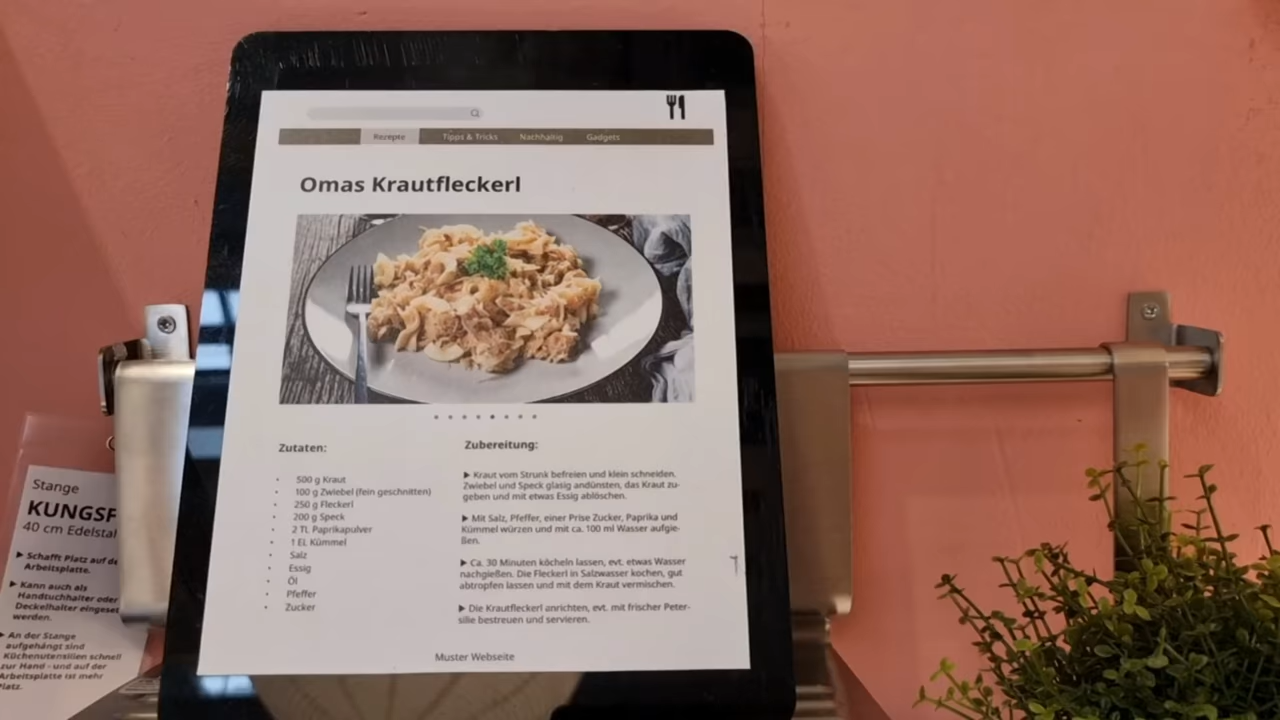 Rezepte
Tipps & Tricks
Nachhaltig
Gadgets
Omas Krautfleckerl
Zutaten:
500 g Kraut
100 g Zwiebel (fein geschnitten)
250 g Fleckerl
200 g Speck
2 TL Paprikapulver
1 EL Kümmel
Salz
Essig
Öl
Pfeffer
Zucker
Zubereitung:
▶ Kraut vom Strunk befreien und klein schneiden.
Zwiebel und Speck glasig andünsten, das Kraut zu-
geben und mit etwas Essig ablöschen.
▶ Mit Salz, Pfeffer, einer Prise Zucker, Paprika und
Kümmel würzen und mit ca. 100 ml Wasser aufgie-
ßen.
▶ Ca. 30 Minuten köcheln lassen, evt. etwas Wasser
nachgießen. Die Fleckerl in Salzwasser kochen, gut
abtropfen lassen und mit dem Kraut vermischen.
▶ Die Krautfleckerl anrichten, evt. mit frischer Peter-
silie bestreuen und servieren.
Muster Webseite
Stange
KUNGSF
40 cm Edelstah
▶ Schafft Platz auf de
Arbeitsplatte.
▶ Kann auch als
Handtuchhalter oder
Deckelhalter eingeset
werden.
▶ An der Stange
aufgehängt sind
Küchenutensilien schnell
zur Hand - und auf der
Arbeitsplatte ist mehr
Platz.